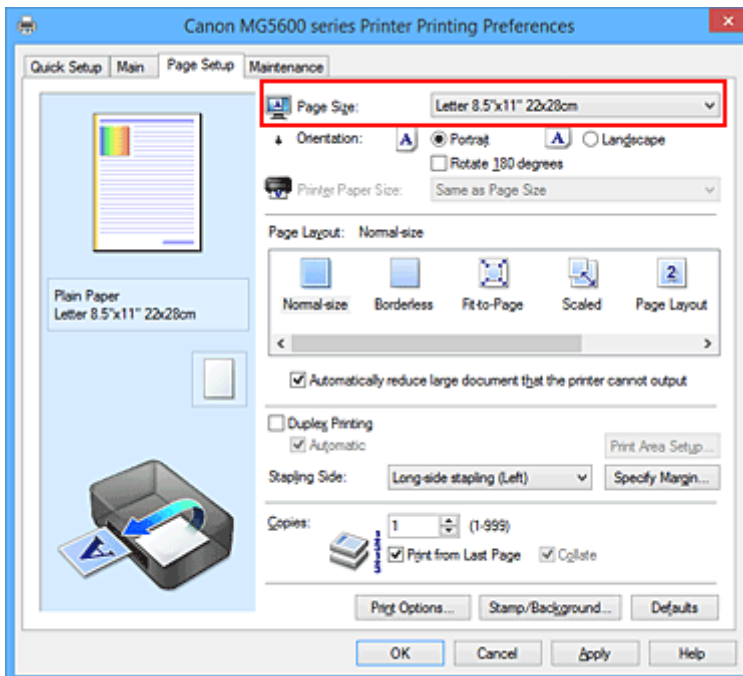 Canon MG5600 series Printer Printing Preferences
Quick Setup Main Page Setup Maintenance
Page Size: Letter 8.5"x11" 22x28cm
Orientation: A Portrait A Landscape
Rotate 180 degrees
Printer Paper Size: Same as Page Size
Page Layout: Normal-size
2
Normal-size Borderless Fit-to-Page Scaled Page Layout
Plain Paper
Letter 8.5"x11" 22x28cm
Automatically reduce large document that the printer cannot output
Duplex Printing
Automatic Print Area Setup...
Stapling Side: Long-side stapling (Left) Specify Margin...
Copies: 1 (1-999)
Print from Last Page Collate
A
Print Options... Stamp/Background... Defaults
OK Cancel Apply Help